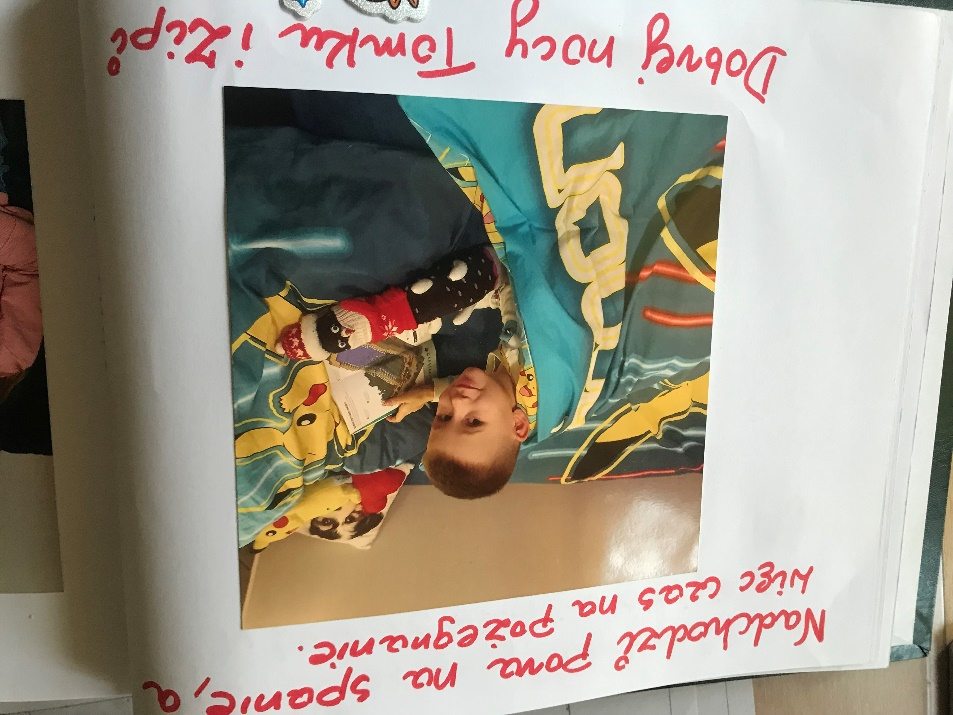 Nadchodzi pora na spanie, a
więc czas na pożegnanie.
Dobrej nocy Tomku i Zipi